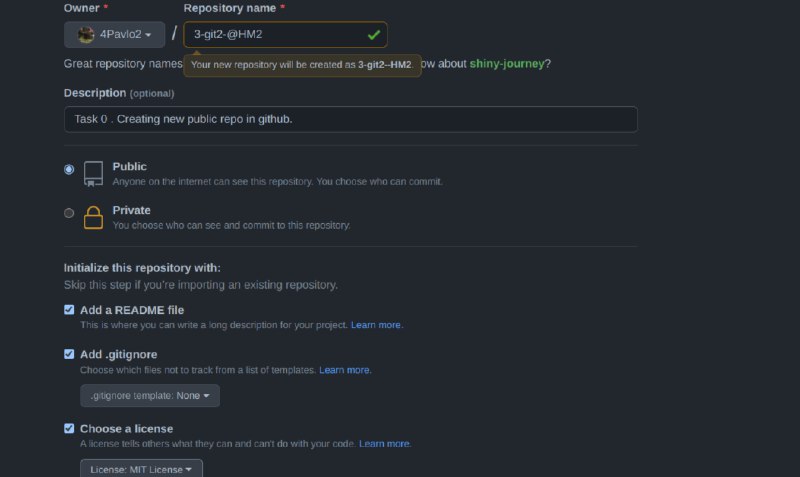 Owner * Repository name *
4Pavlo2 / 3-git2-@HM2
Great repository names
Your new repository will be created as 3-git2--HM2.
ow about shiny-journey?
Description (optional)
Task 0 . Creating new public repo in github.
Public
Anyone on the internet can see this repository. You choose who can commit.
Private
You choose who can see and commit to this repository.
Initialize this repository with:
Skip this step if you're importing an existing repository.
Add a README file
This is where you can write a long description for your project. Learn more.
Add .gitignore
Choose which files not to track from a list of templates. Learn more.
.gitignore template: None
Choose a license
A license tells others what they can and can't do with your code. Learn more.
License: MIT License